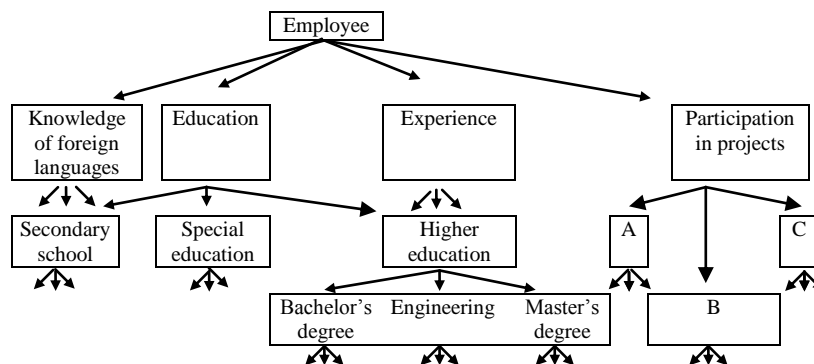 Employee
Knowledge
of foreign
languages
Education
Experience
Participation
in projects
Secondary
school
Special
education
Higher
education
A
C
Bachelor's
degree
Engineering
Master's
degree
B